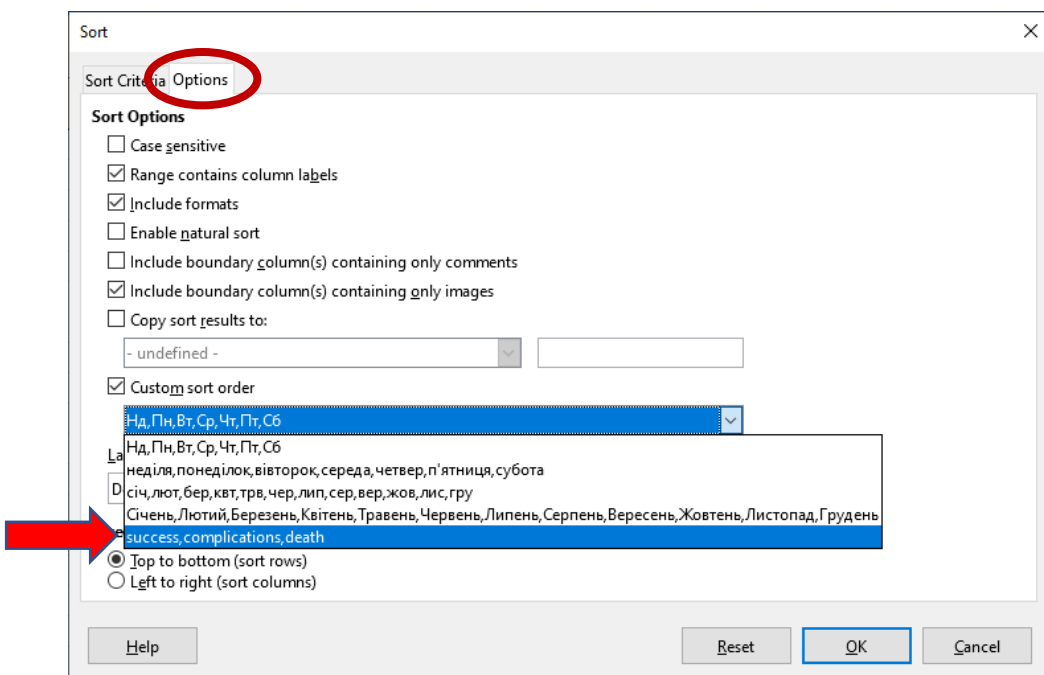 Sort
Sort Criteria Options
Sort Options
Case sensitive
Range contains column labels
Include formats
Enable natural sort
Include boundary column(s) containing only comments
Include boundary column(s) containing only images
Copy sort results to:
- undefined -
Custom sort order
Нд,Пн,Вт,Ср,Чт,Пт,Сб
Нд,Пн,Вт,Ср,Чт,Пт,Сб
неділя,понеділок,вівторок,середа,четвер,п'ятниця,субота
січ,лют,бер,квт,трв,чер,лип,сер,вер,жов,лис,гру
Січень,Лютий,Березень,Квітень,Травень,Червень,Липень,Серпень,Вересень,Жовтень,Листопад,Грудень
success,complications,death
Top to bottom (sort rows)
Left to right (sort columns)
Help Reset OK Cancel